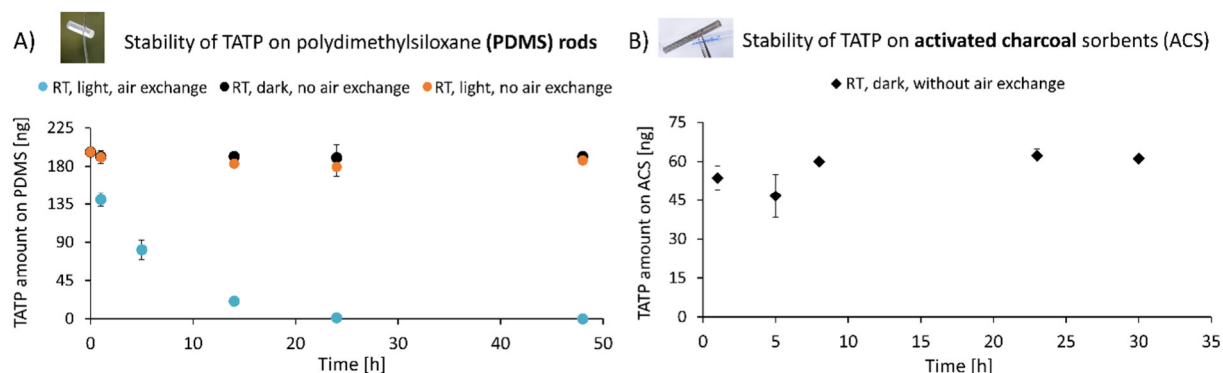 A) Stability of TATP on polydimethylsiloxane (PDMS) rods
RT, light, air exchange RT, dark, no air exchange RT, light, no air exchange
TATP amount on PDMS [ng]
225
180
135
90
45
0
0 10 20 30 40 50
Time [h]
B) Stability of TATP on activated charcoal sorbents (ACS)
RT, dark, without air exchange
TATP amount on ACS [ng]
75
60
45
30
15
0
0 5 10 15 20 25 30 35
Time [h]